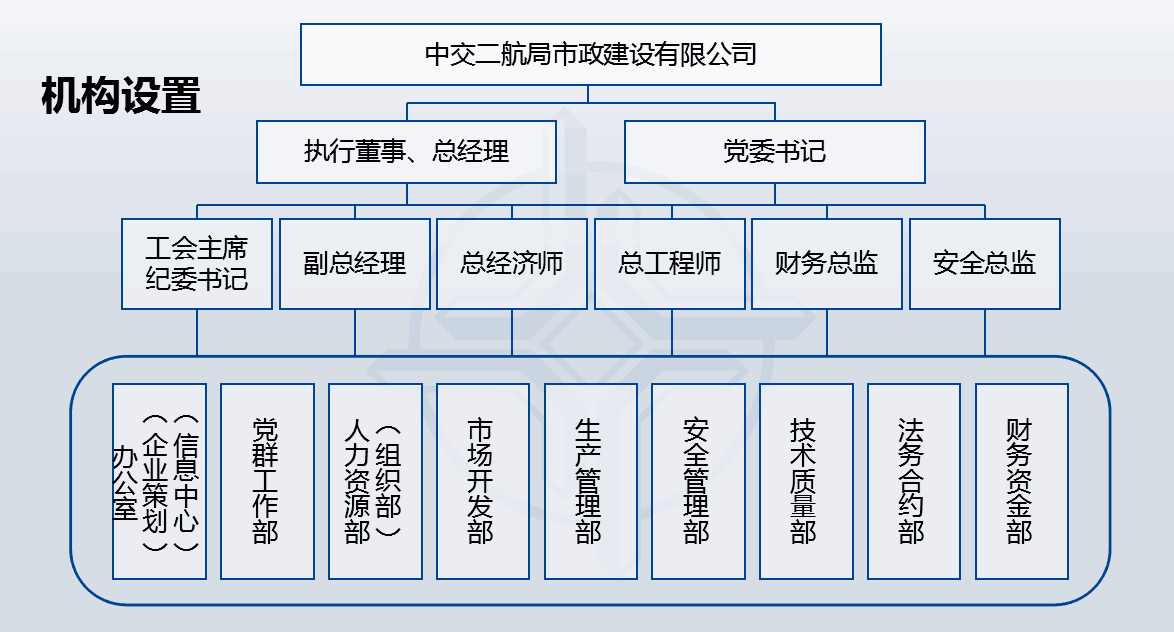 中交二航局市政建设有限公司
机构设置
执行董事、总经理
党委书记
工会主席
纪委书记
副总经理
总经济师
总工程师
财务总监
安全总监
办公室
（企业策划）
（信息中心）
党群工作部
人力资源部
（组织部）
市场开发部
生产管理部
安全管理部
技术质量部
法务合约部
财务资金部